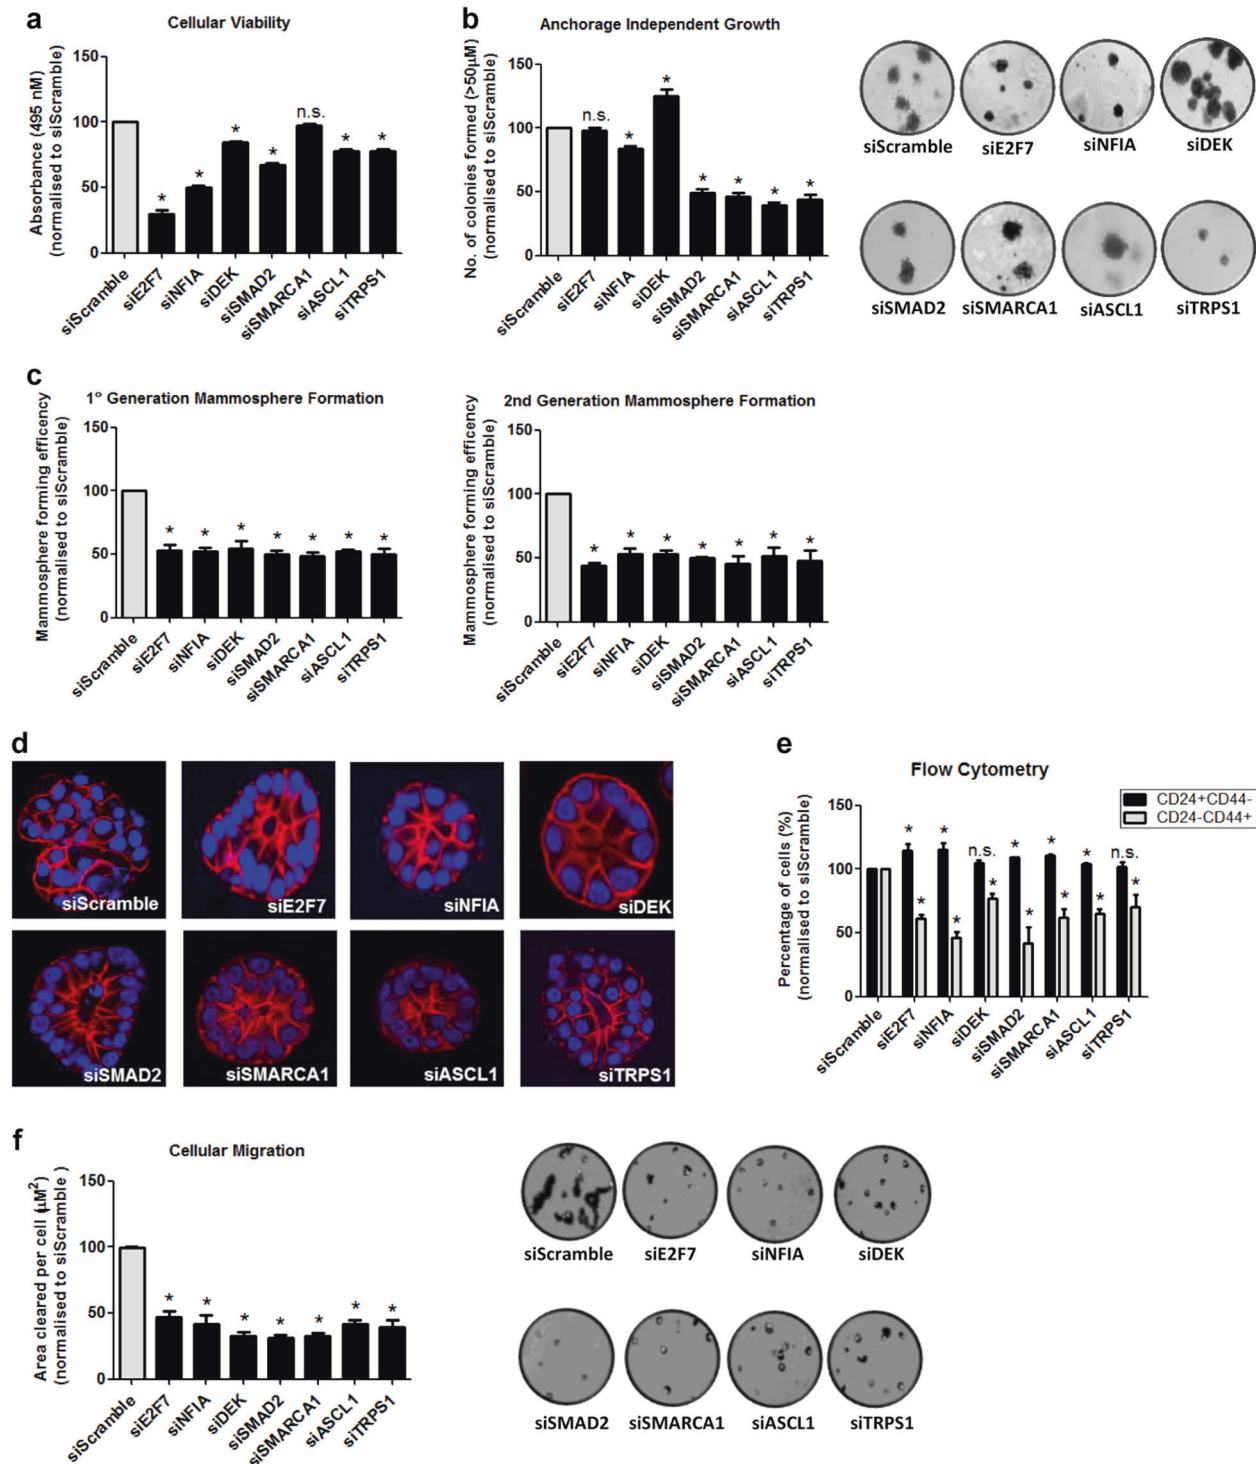 a
Cellular Viability
Absorbance (495 nM)
(normalised to siScramble)
150
100
50
0
*
*
*
*
n.s.
*
*
siScramble
siE2F7
siNFIA
siDEK
siSMAD2
siSMARCA1
siASCL1
siTRPS1
b
Anchorage Independent Growth
No. of colonies formed (>50μM)
(normalised to siScramble)
150
100
50
0
n.s.
*
*
*
*
*
*
siScramble
siE2F7
siNFIA
siDEK
siSMAD2
siSMARCA1
siASCL1
siTRPS1
siScramble
siE2F7
siNFIA
siDEK
siSMAD2
siSMARCA1
siASCL1
siTRPS1
c
1° Generation Mammosphere Formation
Mammosphere forming efficency
(normalised to siScramble)
150
100
50
0
*
*
*
*
*
*
*
siScramble
siE2F7
siNFIA
siDEK
siSMAD2
siSMARCA1
siASCL1
siTRPS1
2nd Generation Mammosphere Formation
Mammosphere forming efficency
(normalised to siScramble)
150
100
50
0
*
*
*
*
*
*
*
siScramble
siE2F7
siNFIA
siDEK
siSMAD2
siSMARCA1
siASCL1
siTRPS1
d
siScramble
siE2F7
siNFIA
siDEK
siSMAD2
siSMARCA1
siASCL1
siTRPS1
e
Flow Cytometry
CD24+CD44-
CD24-CD44+
Percentage of cells (%)
(normalised to siScramble)
150
100
50
0
*
*
*
*
n.s.
*
*
*
*
*
*
*
n.s.
*
siScramble
siE2F7
siNFIA
siDEK
siSMAD2
siSMARCA1
siASCL1
siTRPS1
f
Cellular Migration
Area cleared per cell (μM²)
(normalised to siScramble )
150
100
50
0
*
*
*
*
*
*
*
siScramble
siE2F7
siNFIA
siDEK
siSMAD2
siSMARCA1
siASCL1
siTRPS1
siScramble
siE2F7
siNFIA
siDEK
siSMAD2
siSMARCA1
siASCL1
siTRPS1